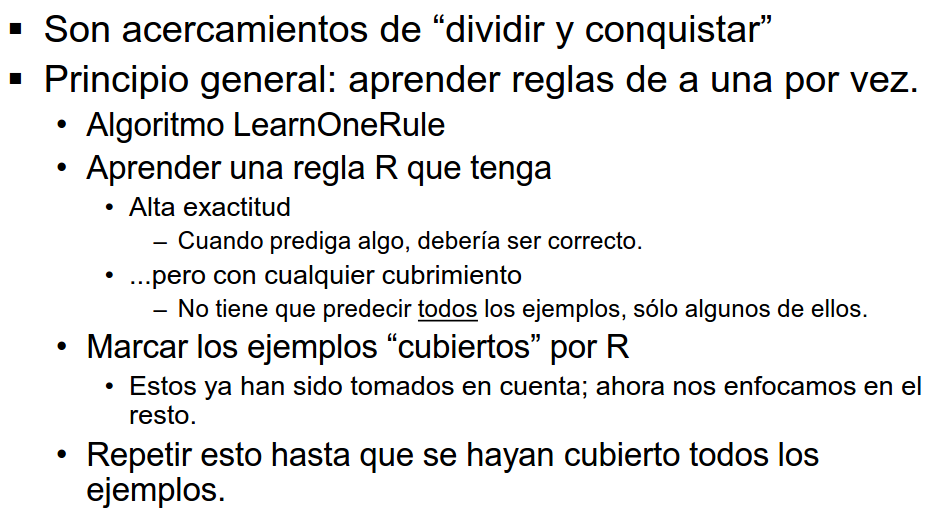 ▪ Son acercamientos de “dividir y conquistar”
▪ Principio general: aprender reglas de a una por vez.
• Algoritmo LearnOneRule
• Aprender una regla R que tenga
• Alta exactitud
– Cuando prediga algo, debería ser correcto.
• ...pero con cualquier cubrimiento
– No tiene que predecir todos los ejemplos, sólo algunos de ellos.
• Marcar los ejemplos “cubiertos” por R
• Estos ya han sido tomados en cuenta; ahora nos enfocamos en el
resto.
• Repetir esto hasta que se hayan cubierto todos los
ejemplos.